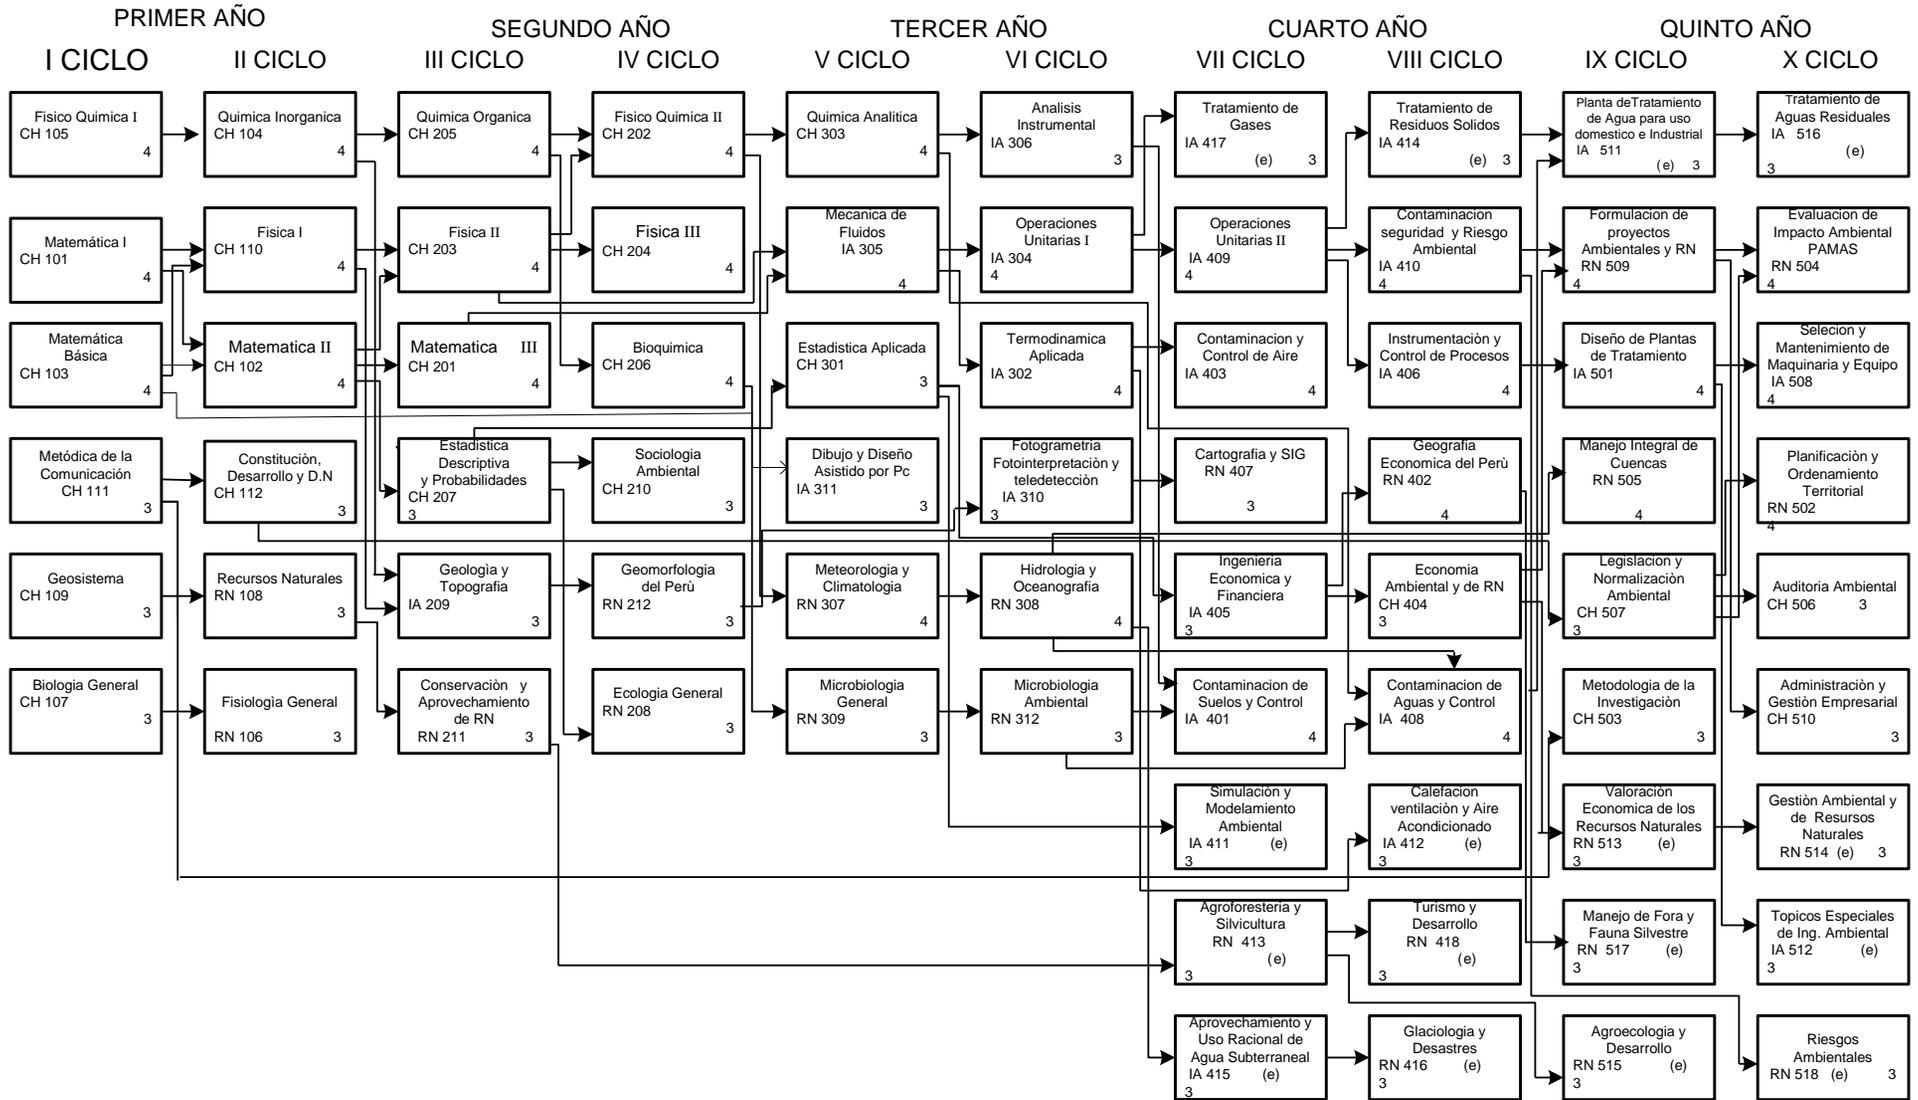 PRIMER AÑO
SEGUNDO AÑO
TERCER AÑO
CUARTO AÑO
QUINTO AÑO
I CICLO
II CICLO
III CICLO
IV CICLO
V CICLO
VI CICLO
VII CICLO
VIII CICLO
IX CICLO
X CICLO
Fisico Quimica I
CH 105
4
Quimica Inorganica
CH 104
4
Quimica Organica
CH 205
4
Fisico Quimica II
CH 202
4
Quimica Analitica
CH 303
4
Analisis
Instrumental
IA 306
3
Tratamiento de
Gases
IA 417
(e) 3
Tratamiento de
Residuos Solidos
IA 414
(e) 3
Planta deTratamiento
de Agua para uso
domestico e Industrial
IA 511
(e) 3
Tratamiento de
Aguas Residuales
IA 516
(e)
3
Matemática I
CH 101
4
Fisica I
CH 110
4
Fisica II
CH 203
4
Fisica III
CH 204
4
Mecanica de
Fluidos
IA 305
4
Operaciones
Unitarias I
IA 304
4
Operaciones
Unitarias II
IA 409
4
Contaminacion
seguridad y Riesgo
Ambiental
IA 410
4
Formulacion de
proyectos
Ambientales y RN
RN 509
4
Evaluacion de
Impacto Ambiental
PAMAS
RN 504
4
Matemática
Básica
CH 103
4
Matematica II
CH 102
4
Matematica III
CH 201
4
Bioquimica
CH 206
4
Estadistica Aplicada
CH 301
3
Termodinamica
Aplicada
IA 302
4
Contaminacion y
Control de Aire
IA 403
4
Instrumentaciòn y
Control de Procesos
IA 406
4
Diseño de Plantas
de Tratamiento
IA 501
4
Selecion y
Mantenimiento de
Maquinaria y Equipo
IA 508
4
Metódica de la
Comunicación
CH 111
3
Constituciòn,
Desarrollo y D.N
CH 112
3
Estadistica
Descriptiva
y Probabilidades
CH 207
3
Sociologia
Ambiental
CH 210
3
Dibujo y Diseño
Asistido por Pc
IA 311
3
Fotogrametria
Fotointerpretaciòn y
teledetecciòn
IA 310
3
Cartografia y SIG
RN 407
3
Geografia
Economica del Perù
RN 402
4
Manejo Integral de
Cuencas
RN 505
4
Planificaciòn y
Ordenamiento
Territorial
RN 502
4
Geosistema
CH 109
3
Recursos Naturales
RN 108
3
Geologìa y
Topografia
IA 209
3
Geomorfologia
del Perù
RN 212
3
Meteorologia y
Climatologia
RN 307
4
Hidrologia y
Oceanografia
RN 308
4
Ingenieria
Economica y
Financiera
IA 405
3
Economia
Ambiental y de RN
CH 404
3
Legislacion y
Normalizaciòn
Ambiental
CH 507
3
Auditoria Ambiental
CH 506 3
Biologia General
CH 107
3
Fisiologìa General
RN 106 3
Conservaciòn y
Aprovechamiento
de RN
RN 211 3
Ecologia General
RN 208
3
Microbiologia
General
RN 309
3
Microbiologia
Ambiental
RN 312
3
Contaminacion de
Suelos y Control
IA 401
4
Contaminacion de
Aguas y Control
IA 408
4
Metodologia de la
Investigaciòn
CH 503
3
Administraciòn y
Gestiòn Empresarial
CH 510
3
Simulaciòn y
Modelamiento
Ambiental
IA 411 (e)
3
Calefacion
ventilaciòn y Aire
Acondicionado
IA 412 (e)
3
Valoraciòn
Economica de los
Recursos Naturales
RN 513 (e)
3
Gestiòn Ambiental y
de Resursos
Naturales
RN 514 (e) 3
Agroforesteria y
Silvicultura
RN 413
(e)
3
Turismo y
Desarrollo
RN 418
(e)
3
Manejo de Fora y
Fauna Silvestre
RN 517 (e)
3
Topicos Especiales
de Ing. Ambiental
IA 512 (e)
3
Aprovechamiento y
Uso Racional de
Agua Subterraneal
IA 415 (e)
3
Glaciologia y
Desastres
RN 416 (e)
3
Agroecologia y
Desarrollo
RN 515 (e)
3
Riesgos
Ambientales
RN 518 (e) 3